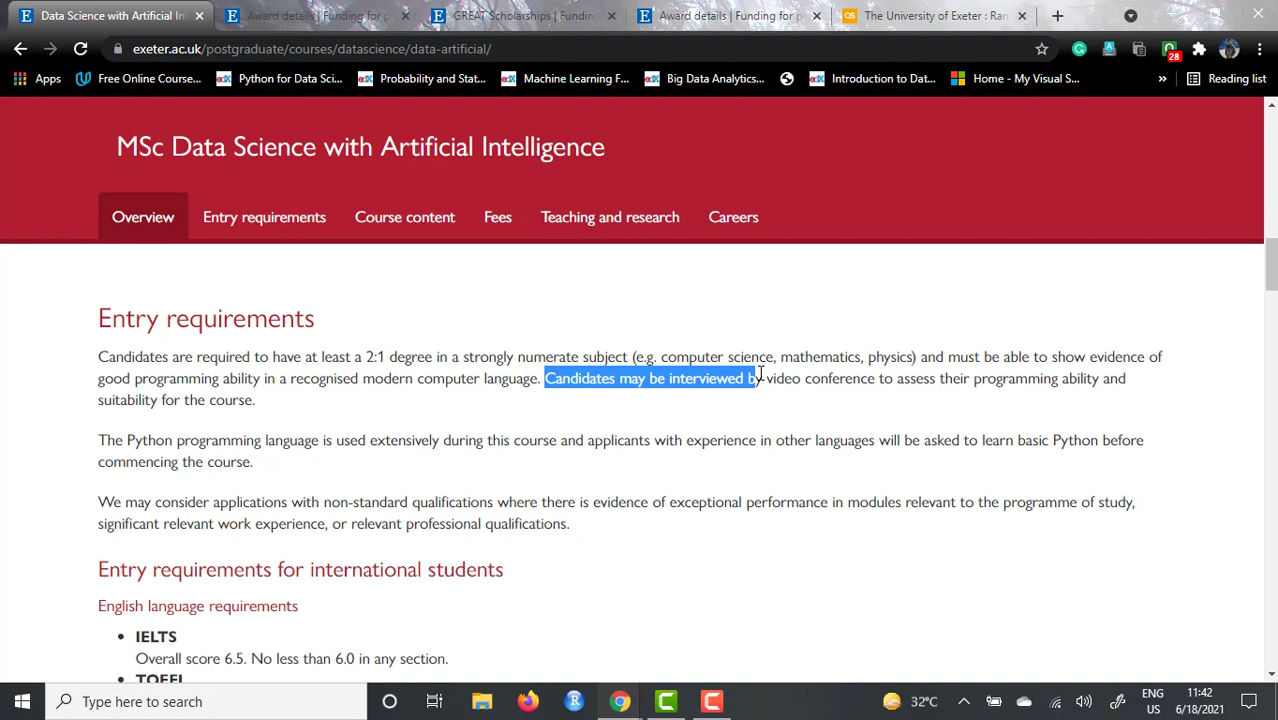 Data Science with Artificial Int
Award details | Funding for p
GREAT Scholarships | Fundin
Award details | Funding for p
The University of Exeter : Ran
exeter.ac.uk/postgraduate/courses/datascience/data-artificial/
28
Apps
Free Online Course...
Python for Data Sci...
Probability and Stat...
Machine Learning F...
Big Data Analytics...
Introduction to Dat...
Home - My Visual S...
Reading list
MSc Data Science with Artificial Intelligence
Overview
Entry requirements
Course content
Fees
Teaching and research
Careers
Entry requirements
Candidates are required to have at least a 2:1 degree in a strongly numerate subject (e.g. computer science, mathematics, physics) and must be able to show evidence of
good programming ability in a recognised modern computer language. Candidates may be interviewed by video conference to assess their programming ability and
suitability for the course.
The Python programming language is used extensively during this course and applicants with experience in other languages will be asked to learn basic Python before
commencing the course.
We may consider applications with non-standard qualifications where there is evidence of exceptional performance in modules relevant to the programme of study,
significant relevant work experience, or relevant professional qualifications.
Entry requirements for international students
English language requirements
IELTS
Overall score 6.5. No less than 6.0 in any section.
TOEFL
Type here to search
32°C
ENG
US
11:42
6/18/2021